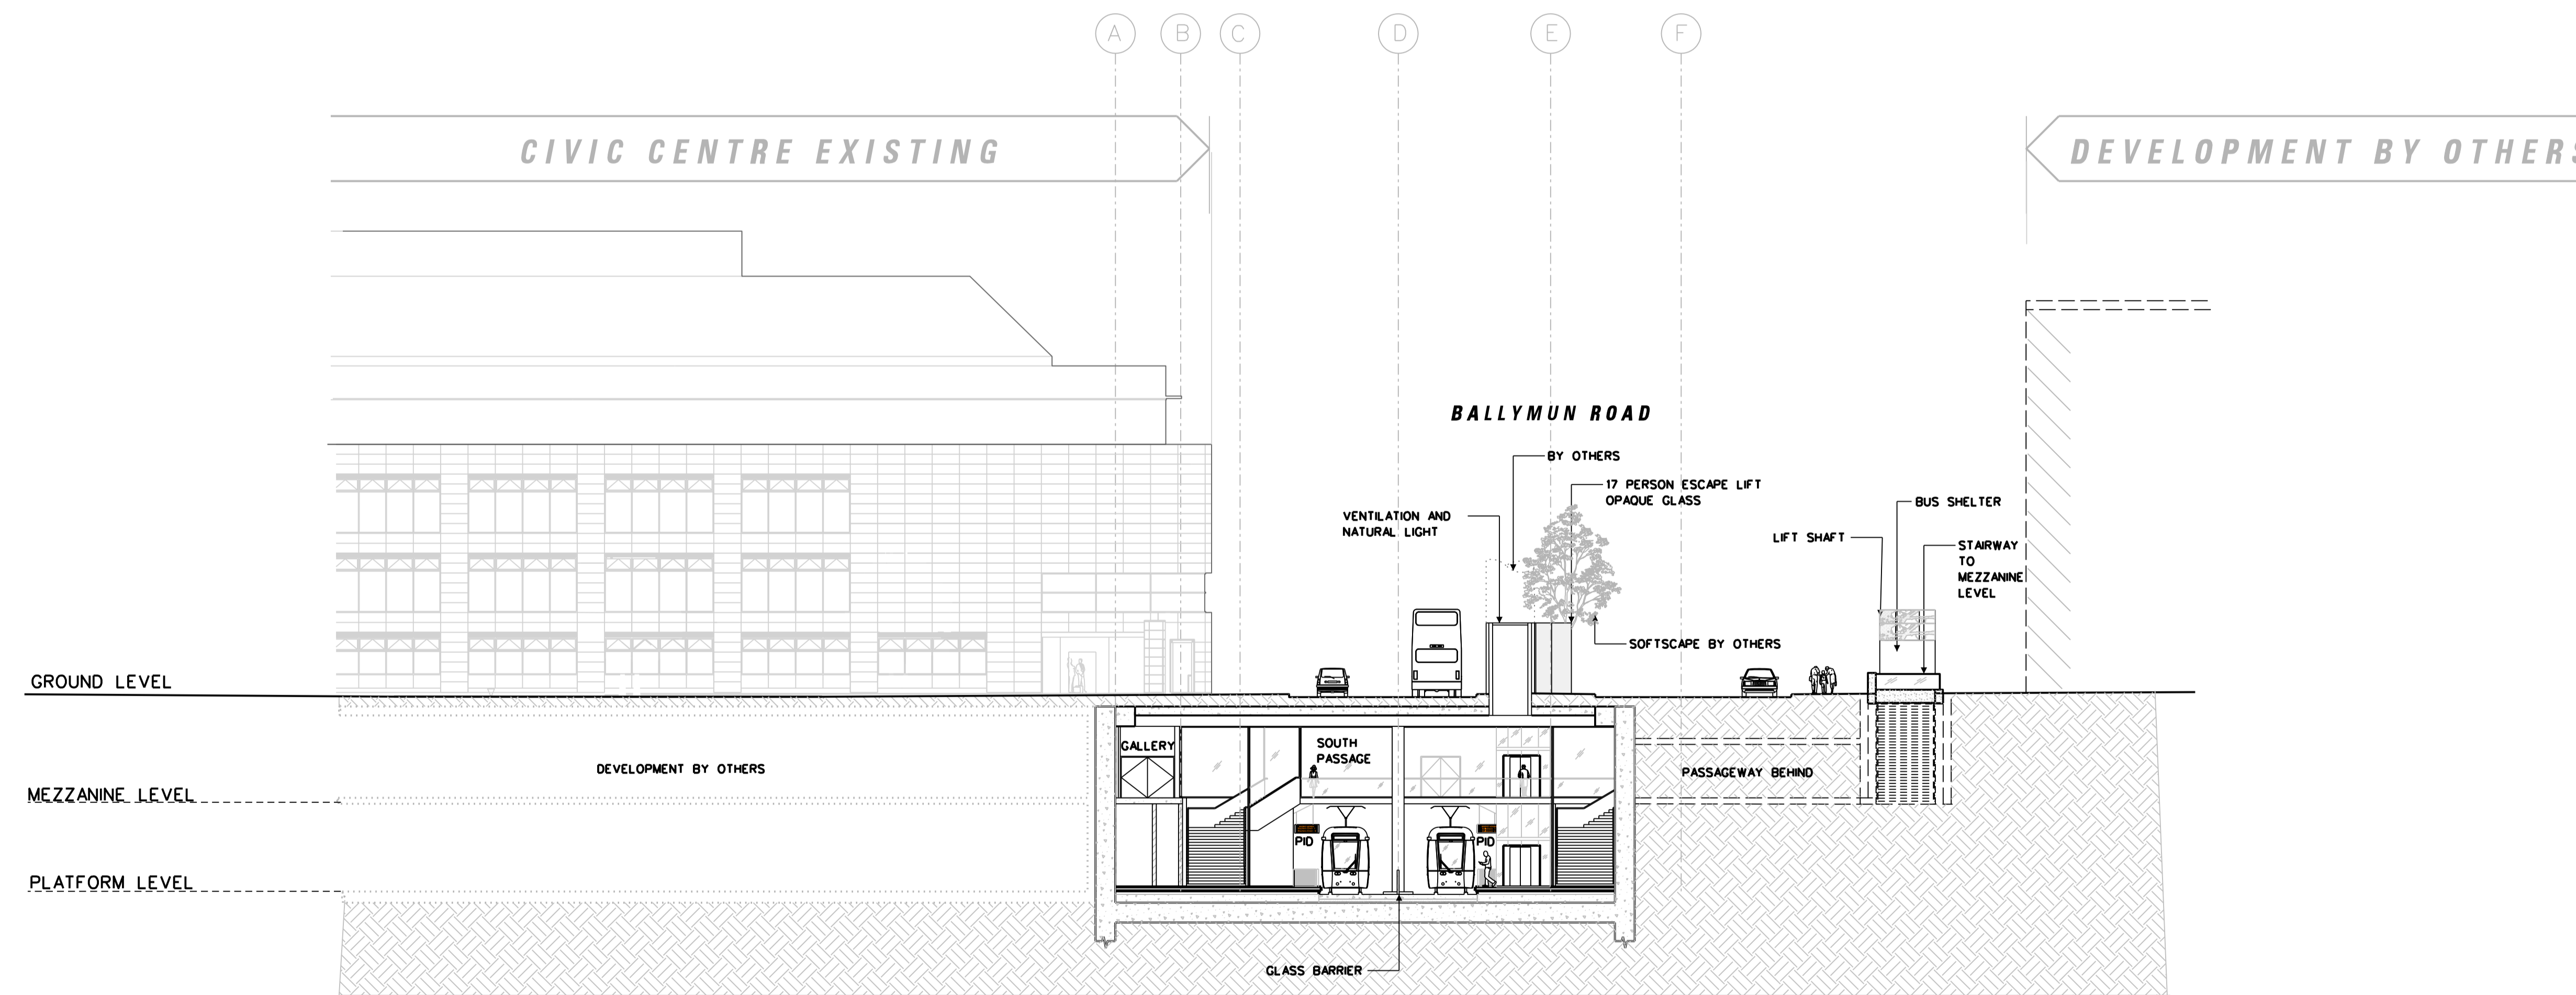 A B C D E F
CIVIC CENTRE EXISTING
DEVELOPMENT BY OTHERS
BALLYMUN ROAD
BY OTHERS
17 PERSON ESCAPE LIFT
OPAQUE GLASS
VENTILATION AND
NATURAL LIGHT
BUS SHELTER
LIFT SHAFT
STAIRWAY
TO
MEZZANINE
LEVEL
SOFTSCAPE BY OTHERS
GROUND LEVEL
GALLERY
SOUTH
PASSAGE
DEVELOPMENT BY OTHERS
PASSAGEWAY BEHIND
MEZZANINE LEVEL
PID
PID
PLATFORM LEVEL
GLASS BARRIER